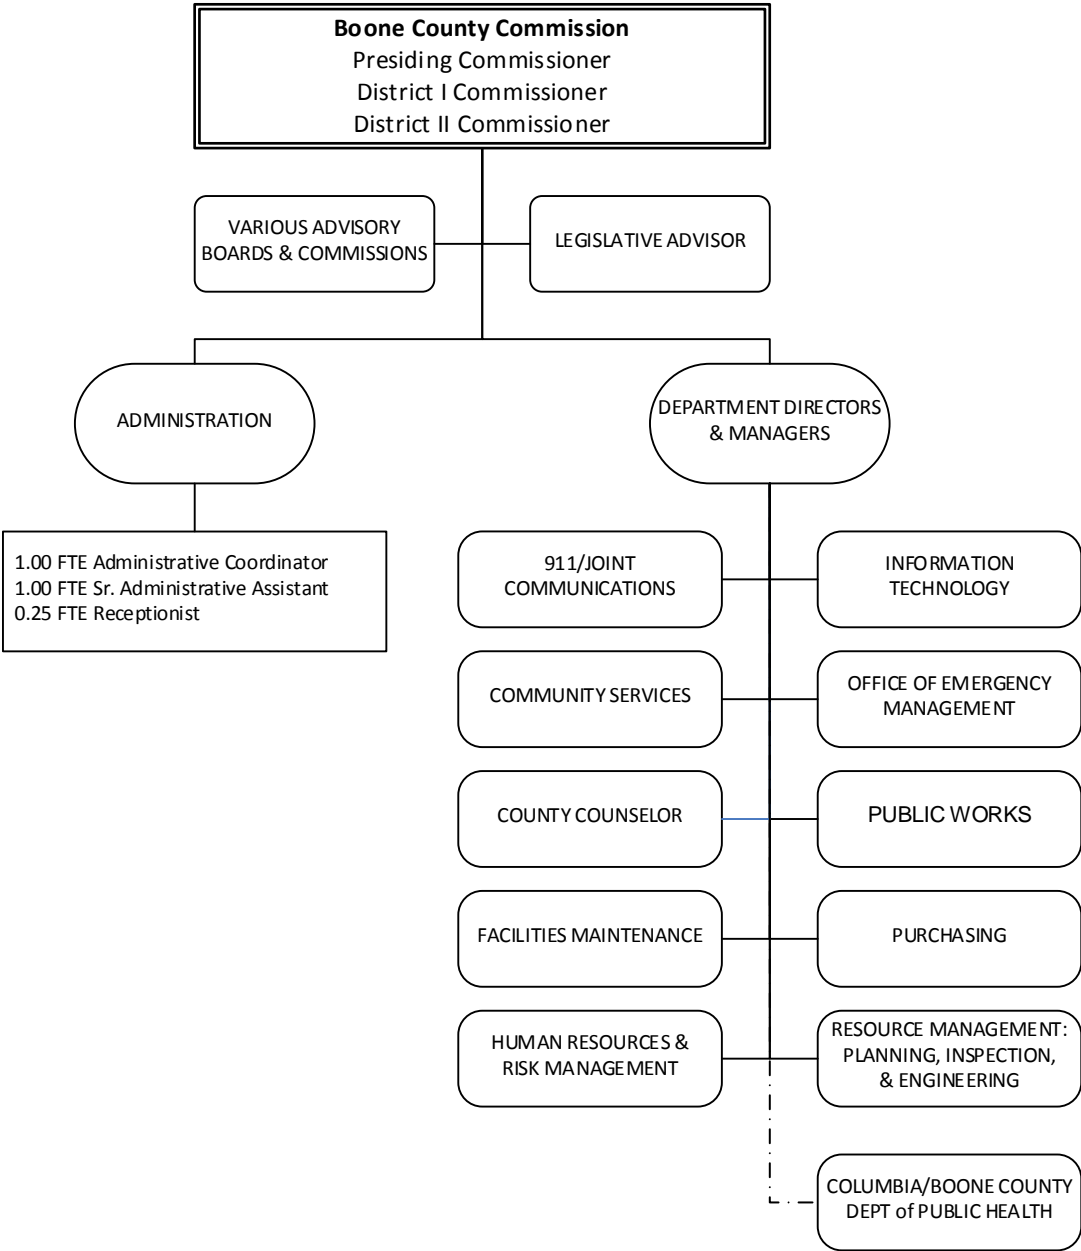 Boone County Commission
Presiding Commissioner
District I Commissioner
District II Commissioner
VARIOUS ADVISORY
BOARDS & COMMISSIONS
LEGISLATIVE ADVISOR
ADMINISTRATION
DEPARTMENT DIRECTORS
& MANAGERS
1.00 FTE Administrative Coordinator
1.00 FTE Sr. Administrative Assistant
0.25 FTE Receptionist
911/JOINT
COMMUNICATIONS
INFORMATION
TECHNOLOGY
COMMUNITY SERVICES
OFFICE OF EMERGENCY
MANAGEMENT
COUNTY COUNSELOR
PUBLIC WORKS
FACILITIES MAINTENANCE
PURCHASING
HUMAN RESOURCES &
RISK MANAGEMENT
RESOURCE MANAGEMENT:
PLANNING, INSPECTION,
& ENGINEERING
COLUMBIA/BOONE COUNTY
DEPT of PUBLIC HEALTH